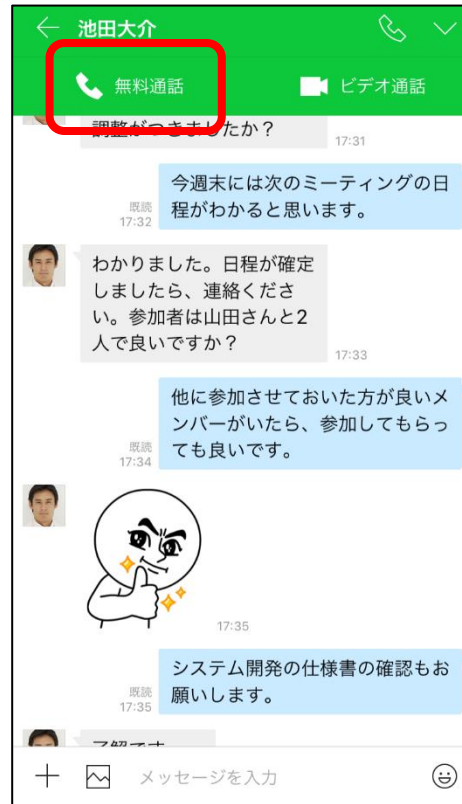 池田大介
無料通話
ビデオ通話
調整がつきましたか？
17:31
今週末には次のミーティングの日
程がわかると思います。
既読
17:32
わかりました。日程が確定
しましたら、連絡くださ
い。参加者は山田さんと2
人で良いですか？
17:33
他に参加させておいた方が良いメ
ンバーがいたら、参加してもらっ
ても良いです。
既読
17:34
17:35
システム開発の仕様書の確認もお
願いします。
既読
17:35
了解です
メッセージを入力